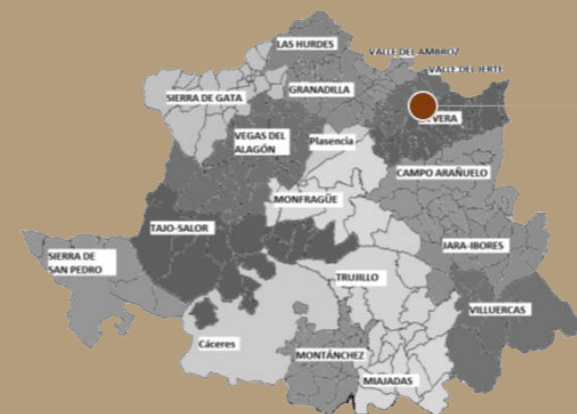 LAS HURDES
VALLE DEL AMBROZ
VALLE DEL JERTE
GRANADILLA
SIERRA DE GATA
VERA
VEGAS DEL
ALAGÓN
Plasencia
CAMPO ARAÑUELO
MONFRAGÜE
TAJO-SALOR
JARA-IBORES
SIERRA DE
SAN PEDRO
TRUJILLO
VILLUERCAS
Cáceres
MONTÁNCHEZ
MIAJADAS